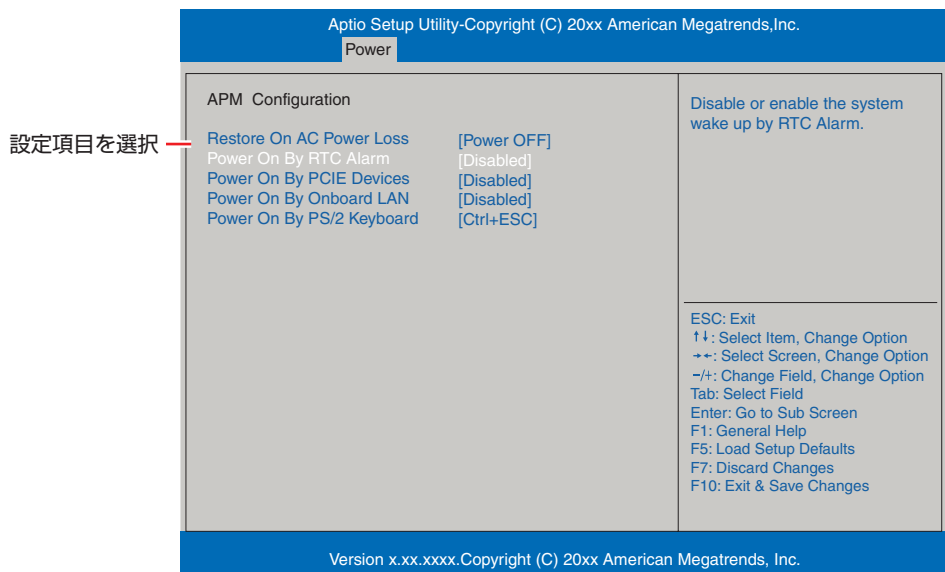 Aptio Setup Utility-Copyright (C) 20xx American Megatrends,Inc.
Power
APM Configuration
設定項目を選択
Restore On AC Power Loss [Power OFF]
Power On By RTC Alarm [Disabled]
Power On By PCIE Devices [Disabled]
Power On By Onboard LAN [Disabled]
Power On By PS/2 Keyboard [Ctrl+ESC]
Disable or enable the system
wake up by RTC Alarm.
ESC: Exit
↑↓: Select Item, Change Option
→←: Select Screen, Change Option
−/+: Change Field, Change Option
Tab: Select Field
Enter: Go to Sub Screen
F1: General Help
F5: Load Setup Defaults
F7: Discard Changes
F10: Exit & Save Changes
Version x.xx.xxxx.Copyright (C) 20xx American Megatrends, Inc.